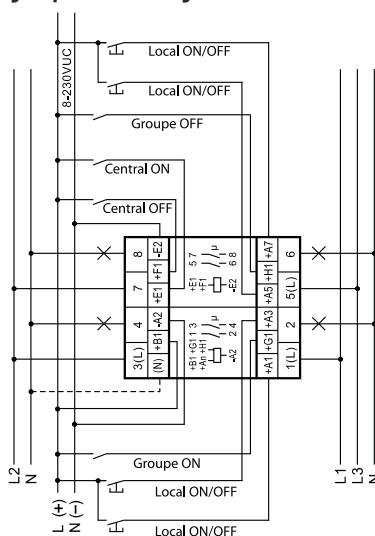 Local ON/OFF
8-230VUC
Local ON/OFF
Groupe OFF
Central ON
Central OFF
8
-E2
5 7
µ
6 8
+A7
6
+F1
+H1
7
+E1
+E1
+F1
-E2
+A5
5(L)
4
-A2
1 3
µ
2 4
+A3
2
+B1
+B1 +G1
+An +H1
-A2
+G1
3(L)
(N)
+A1
1(L)
Groupe ON
L2
N
L (+)
N (−)
Local ON/OFF
Local ON/OFF
L1
L3
N